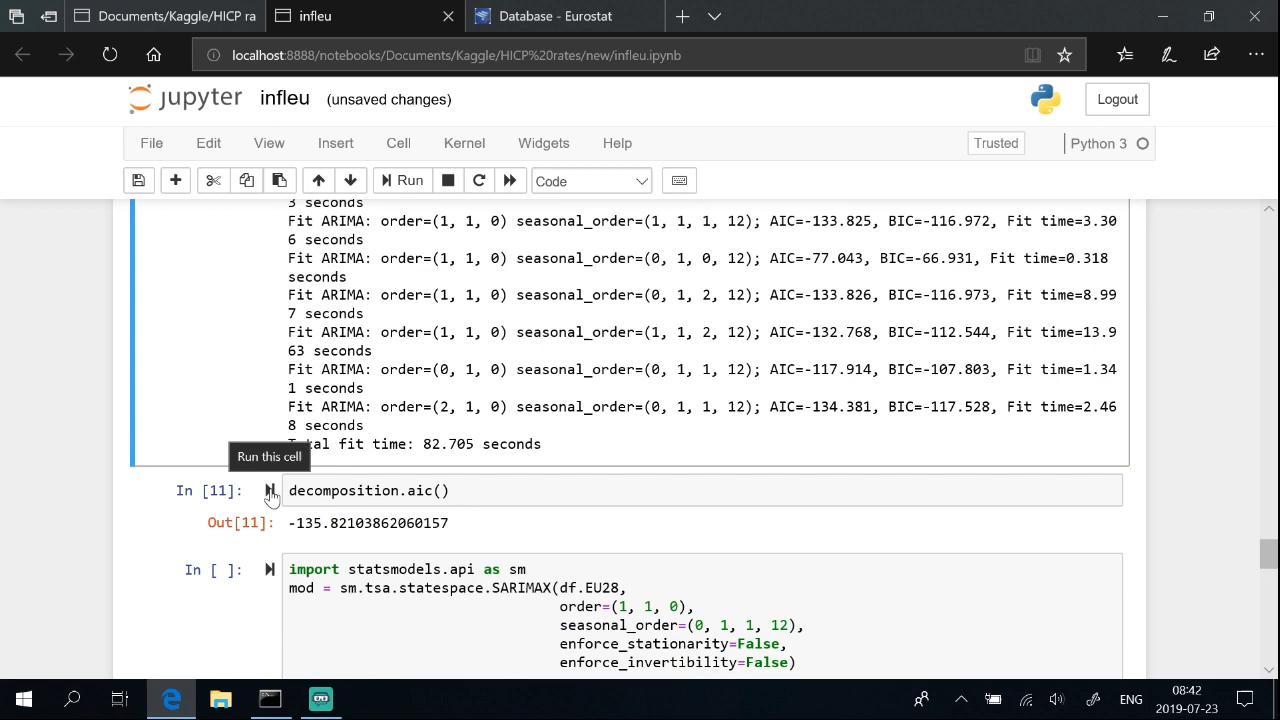 Documents/Kaggle/HICP ra
infleu
Database - Eurostat
localhost:8888/notebooks/Documents/Kaggle/HICP%20rates/new/infleu.ipynb
jupyter infleu (unsaved changes)
Logout
File Edit View Insert Cell Kernel Widgets Help
Trusted Python 3
Run Code
3 seconds
Fit ARIMA: order=(1, 1, 0) seasonal_order=(1, 1, 1, 12); AIC=-133.825, BIC=-116.972, Fit time=3.30
6 seconds
Fit ARIMA: order=(1, 1, 0) seasonal_order=(0, 1, 0, 12); AIC=-77.043, BIC=-66.931, Fit time=0.318
seconds
Fit ARIMA: order=(1, 1, 0) seasonal_order=(0, 1, 2, 12); AIC=-133.826, BIC=-116.973, Fit time=8.99
7 seconds
Fit ARIMA: order=(1, 1, 0) seasonal_order=(1, 1, 2, 12); AIC=-132.768, BIC=-112.544, Fit time=13.9
63 seconds
Fit ARIMA: order=(0, 1, 0) seasonal_order=(0, 1, 1, 12); AIC=-117.914, BIC=-107.803, Fit time=1.34
1 seconds
Fit ARIMA: order=(2, 1, 0) seasonal_order=(0, 1, 1, 12); AIC=-134.381, BIC=-117.528, Fit time=2.46
8 seconds
Total fit time: 82.705 seconds
Run this cell
In [11]: decomposition.aic()
Out[11]: -135.82103862060157
In [ ]: import statsmodels.api as sm
mod = sm.tsa.statespace.SARIMAX(df.EU28,
order=(1, 1, 0),
seasonal_order=(0, 1, 1, 12),
enforce_stationarity=False,
enforce_invertibility=False)
ENG
08:42
2019-07-23